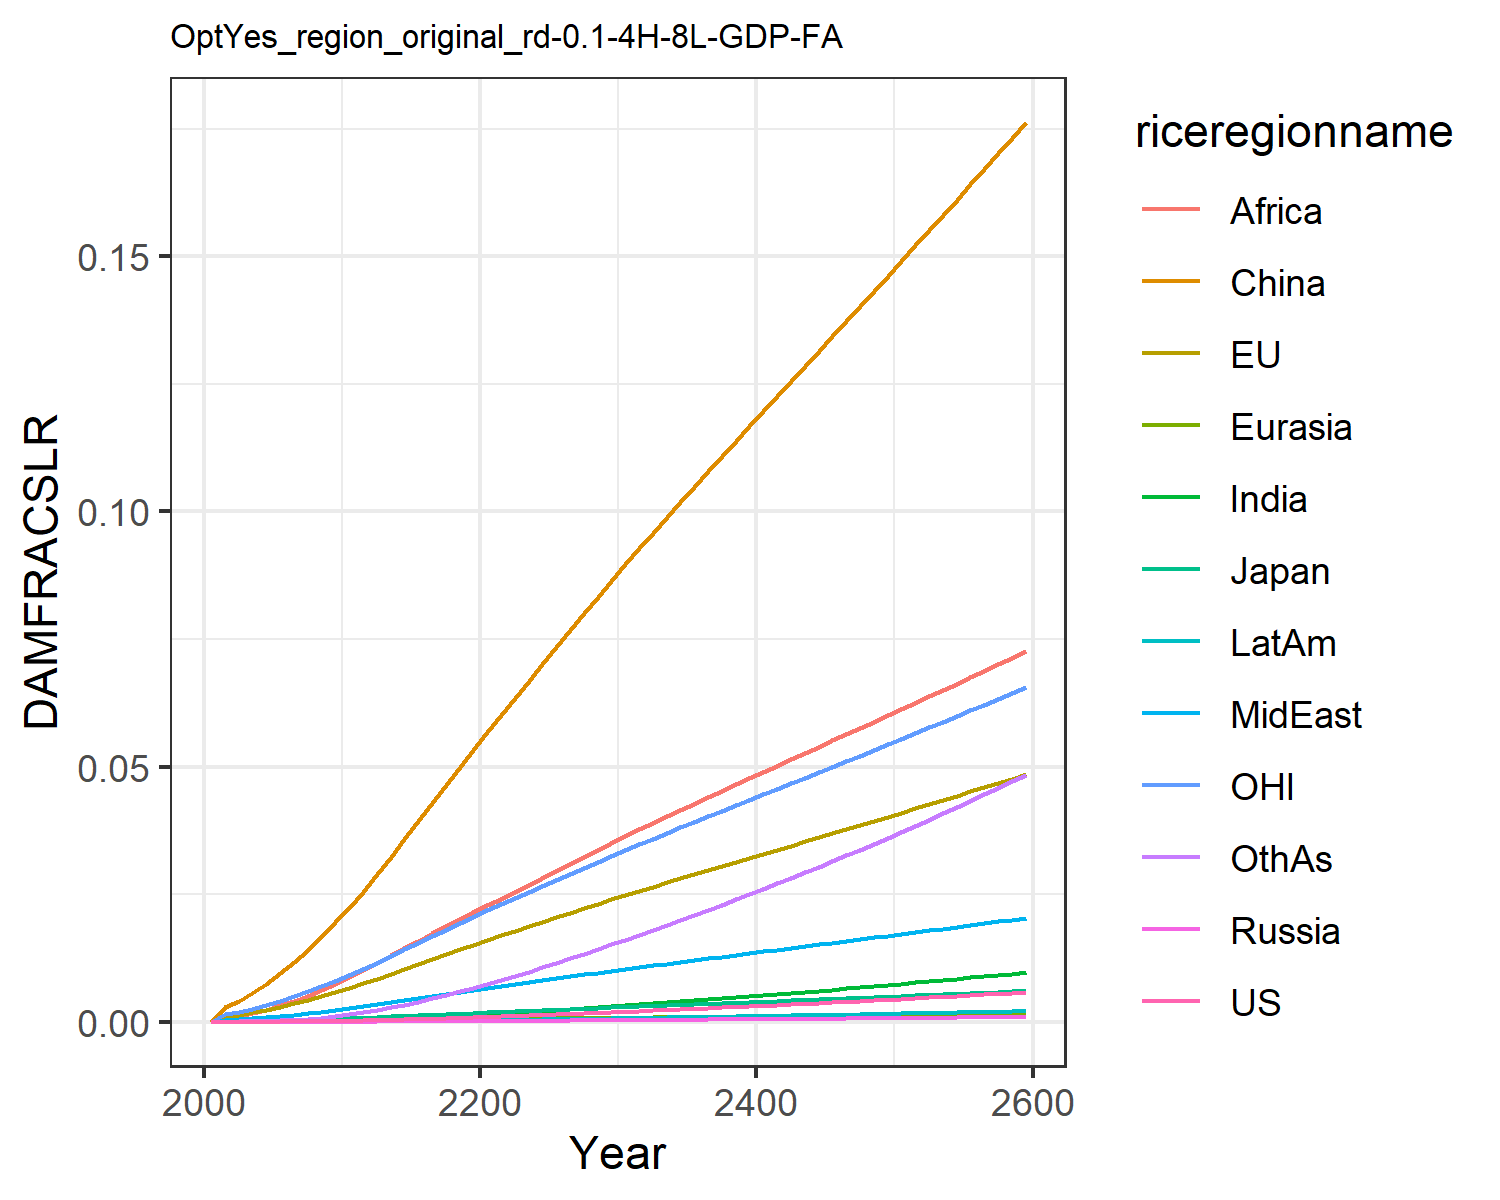 OptYes_region_original_rd-0.1-4H-8L-GDP-FA
DAMFRACSLR
0.15
0.10
0.05
0.00
2000 2200 2400 2600
Year
riceregionname
Africa
China
EU
Eurasia
India
Japan
LatAm
MidEast
OHI
OthAs
Russia
US